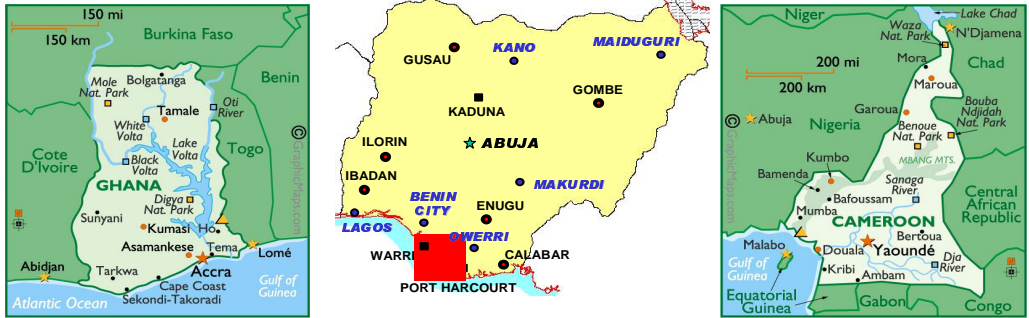 150 mi
150 km
Burkina Faso
Benin
Bolgatanga
Mole
Nat. Park
Tamale
Oti
River
White
Volta
Lake
Volta
Togo
Cote
D'Ivoire
Black
Volta
GHANA
Digya
Nat. Park
Sunyani
Kumasi
Ho
Asamankese
Tema
Lomé
Accra
Abidjan
Tarkwa
Cape Coast
Sekondi-Takoradi
Gulf of
Guinea
Atlantic Ocean
©GraphicMaps.com
GUSAU
KANO
MAIDUGURI
KADUNA
GOMBE
ABUJA
ILORIN
IBADAN
MAKURDI
BENIN
CITY
ENUGU
LAGOS
OWERRI
WARRI
CALABAR
PORT HARCOURT
Niger
Lake Chad
Waza
Nat. Park
N'Djamena
Mora
Chad
200 mi
200 km
Maroua
Bouba
Ndjidah
Nat. Park
Garoua
Abuja
Nigeria
Benoue
Nat. Park
MBANG MTS.
Kumbo
Bamenda
Sanaga
River
Bafoussam
Central
African
Republic
Mumba
CAMEROON
Bertoua
Malabo
Douala
Yaoundé
Dja
River
Gulf of
Guinea
Kribi
Ambam
Equatorial
Guinea
Gabon
Congo
©GraphicMaps.com